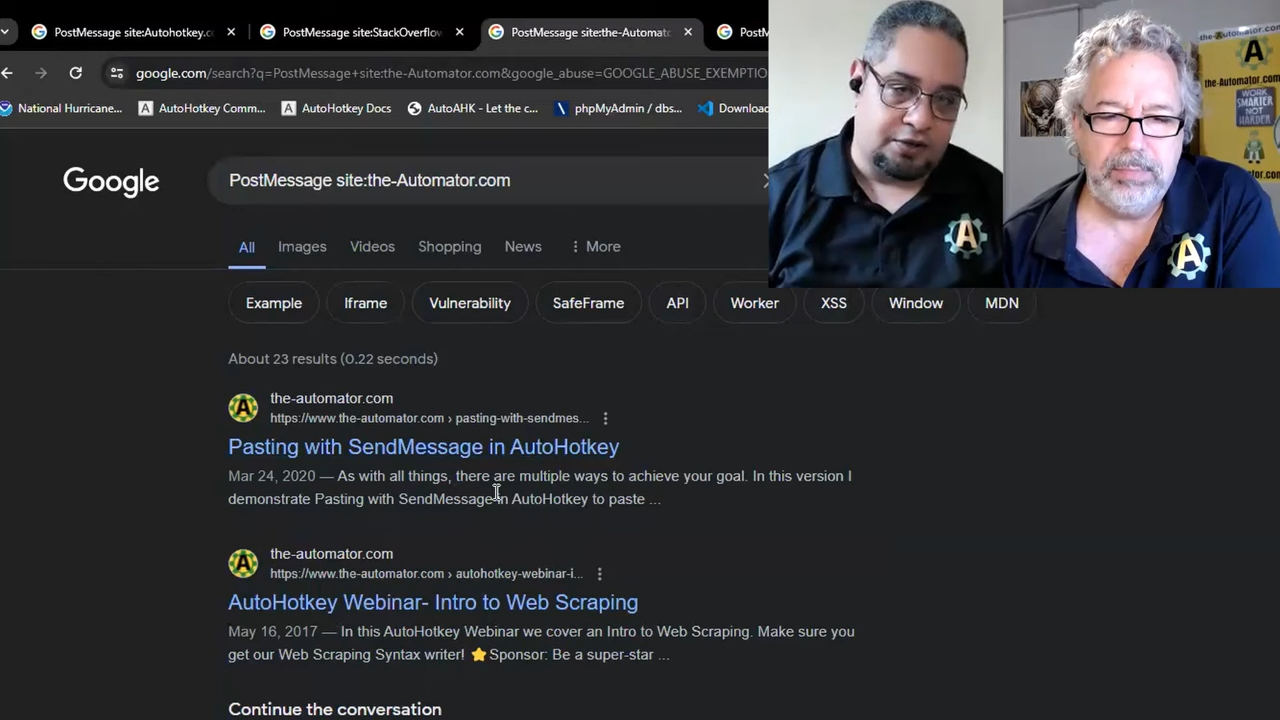 PostMessage site:Autohotkey.c
PostMessage site:StackOverflow
PostMessage site:the-Automat
PostM
google.com/search?q=PostMessage+site:the-Automator.com&google_abuse=GOOGLE_ABUSE_EXEMPTIO
National Hurricane...
AutoHotkey Comm...
AutoHotkey Docs
AutoAHK - Let the c...
phpMyAdmin / dbs...
Download
the-Automator.com
WORK
SMARTER
NOT
HARDER
A
A
Google
PostMessage site:the-Automator.com
All
Images
Videos
Shopping
News
More
Example
Iframe
Vulnerability
SafeFrame
API
Worker
XSS
Window
MDN
About 23 results (0.22 seconds)
the-automator.com
https://www.the-automator.com › pasting-with-sendmes...
Pasting with SendMessage in AutoHotkey
Mar 24, 2020 — As with all things, there are multiple ways to achieve your goal. In this version I
demonstrate Pasting with SendMessage in AutoHotkey to paste ...
the-automator.com
https://www.the-automator.com › autohotkey-webinar-i...
AutoHotkey Webinar- Intro to Web Scraping
May 16, 2017 — In this AutoHotkey Webinar we cover an Intro to Web Scraping. Make sure you
get our Web Scraping Syntax writer! ⭐ Sponsor: Be a super-star ...
Continue the conversation